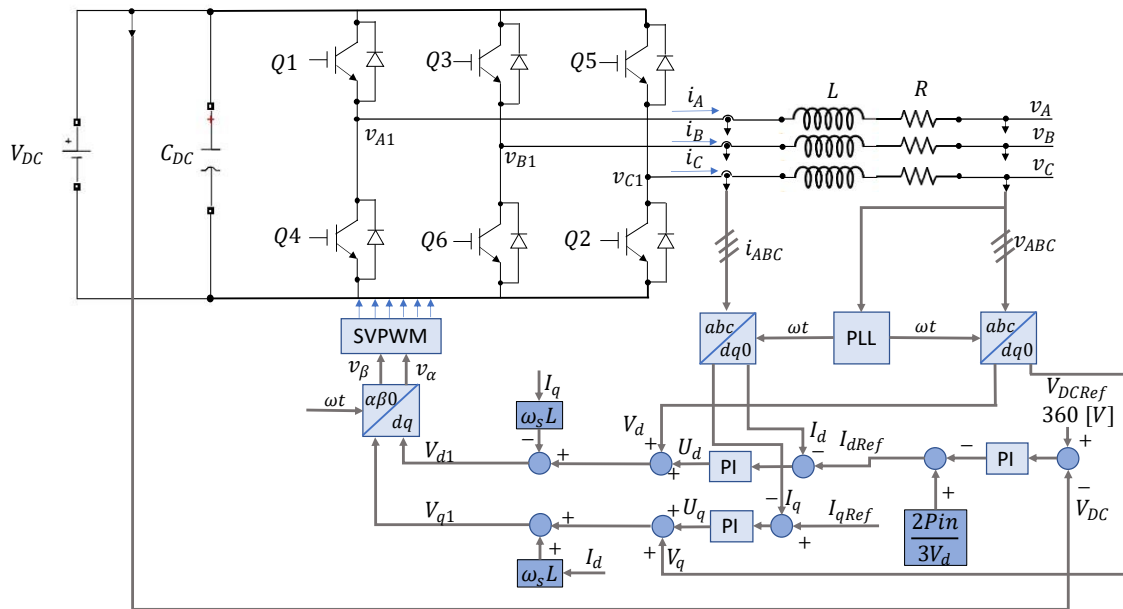 Q1
Q3
Q5
i_A
L
R
v_A
v_A1
i_B
v_B
V_DC
+
C_DC
+
v_B1
i_C
v_C
v_C1
Q4
Q6
Q2
i_ABC
v_ABC
SVPWM
abc
dq0
ωt
PLL
ωt
abc
dq0
v_β
v_α
I_q
V_DCRef
360 [V]
ωt
αβ0
dq
ω_sL
V_d
I_d
I_dRef
−
+
U_d
−
+
V_d1
+
+
PI
−
PI
−
V_DC
V_q1
+
+
U_q
PI
−
I_q
I_qRef
+
+
2Pin
3V_d
+
+
V_q
ω_sL
I_d